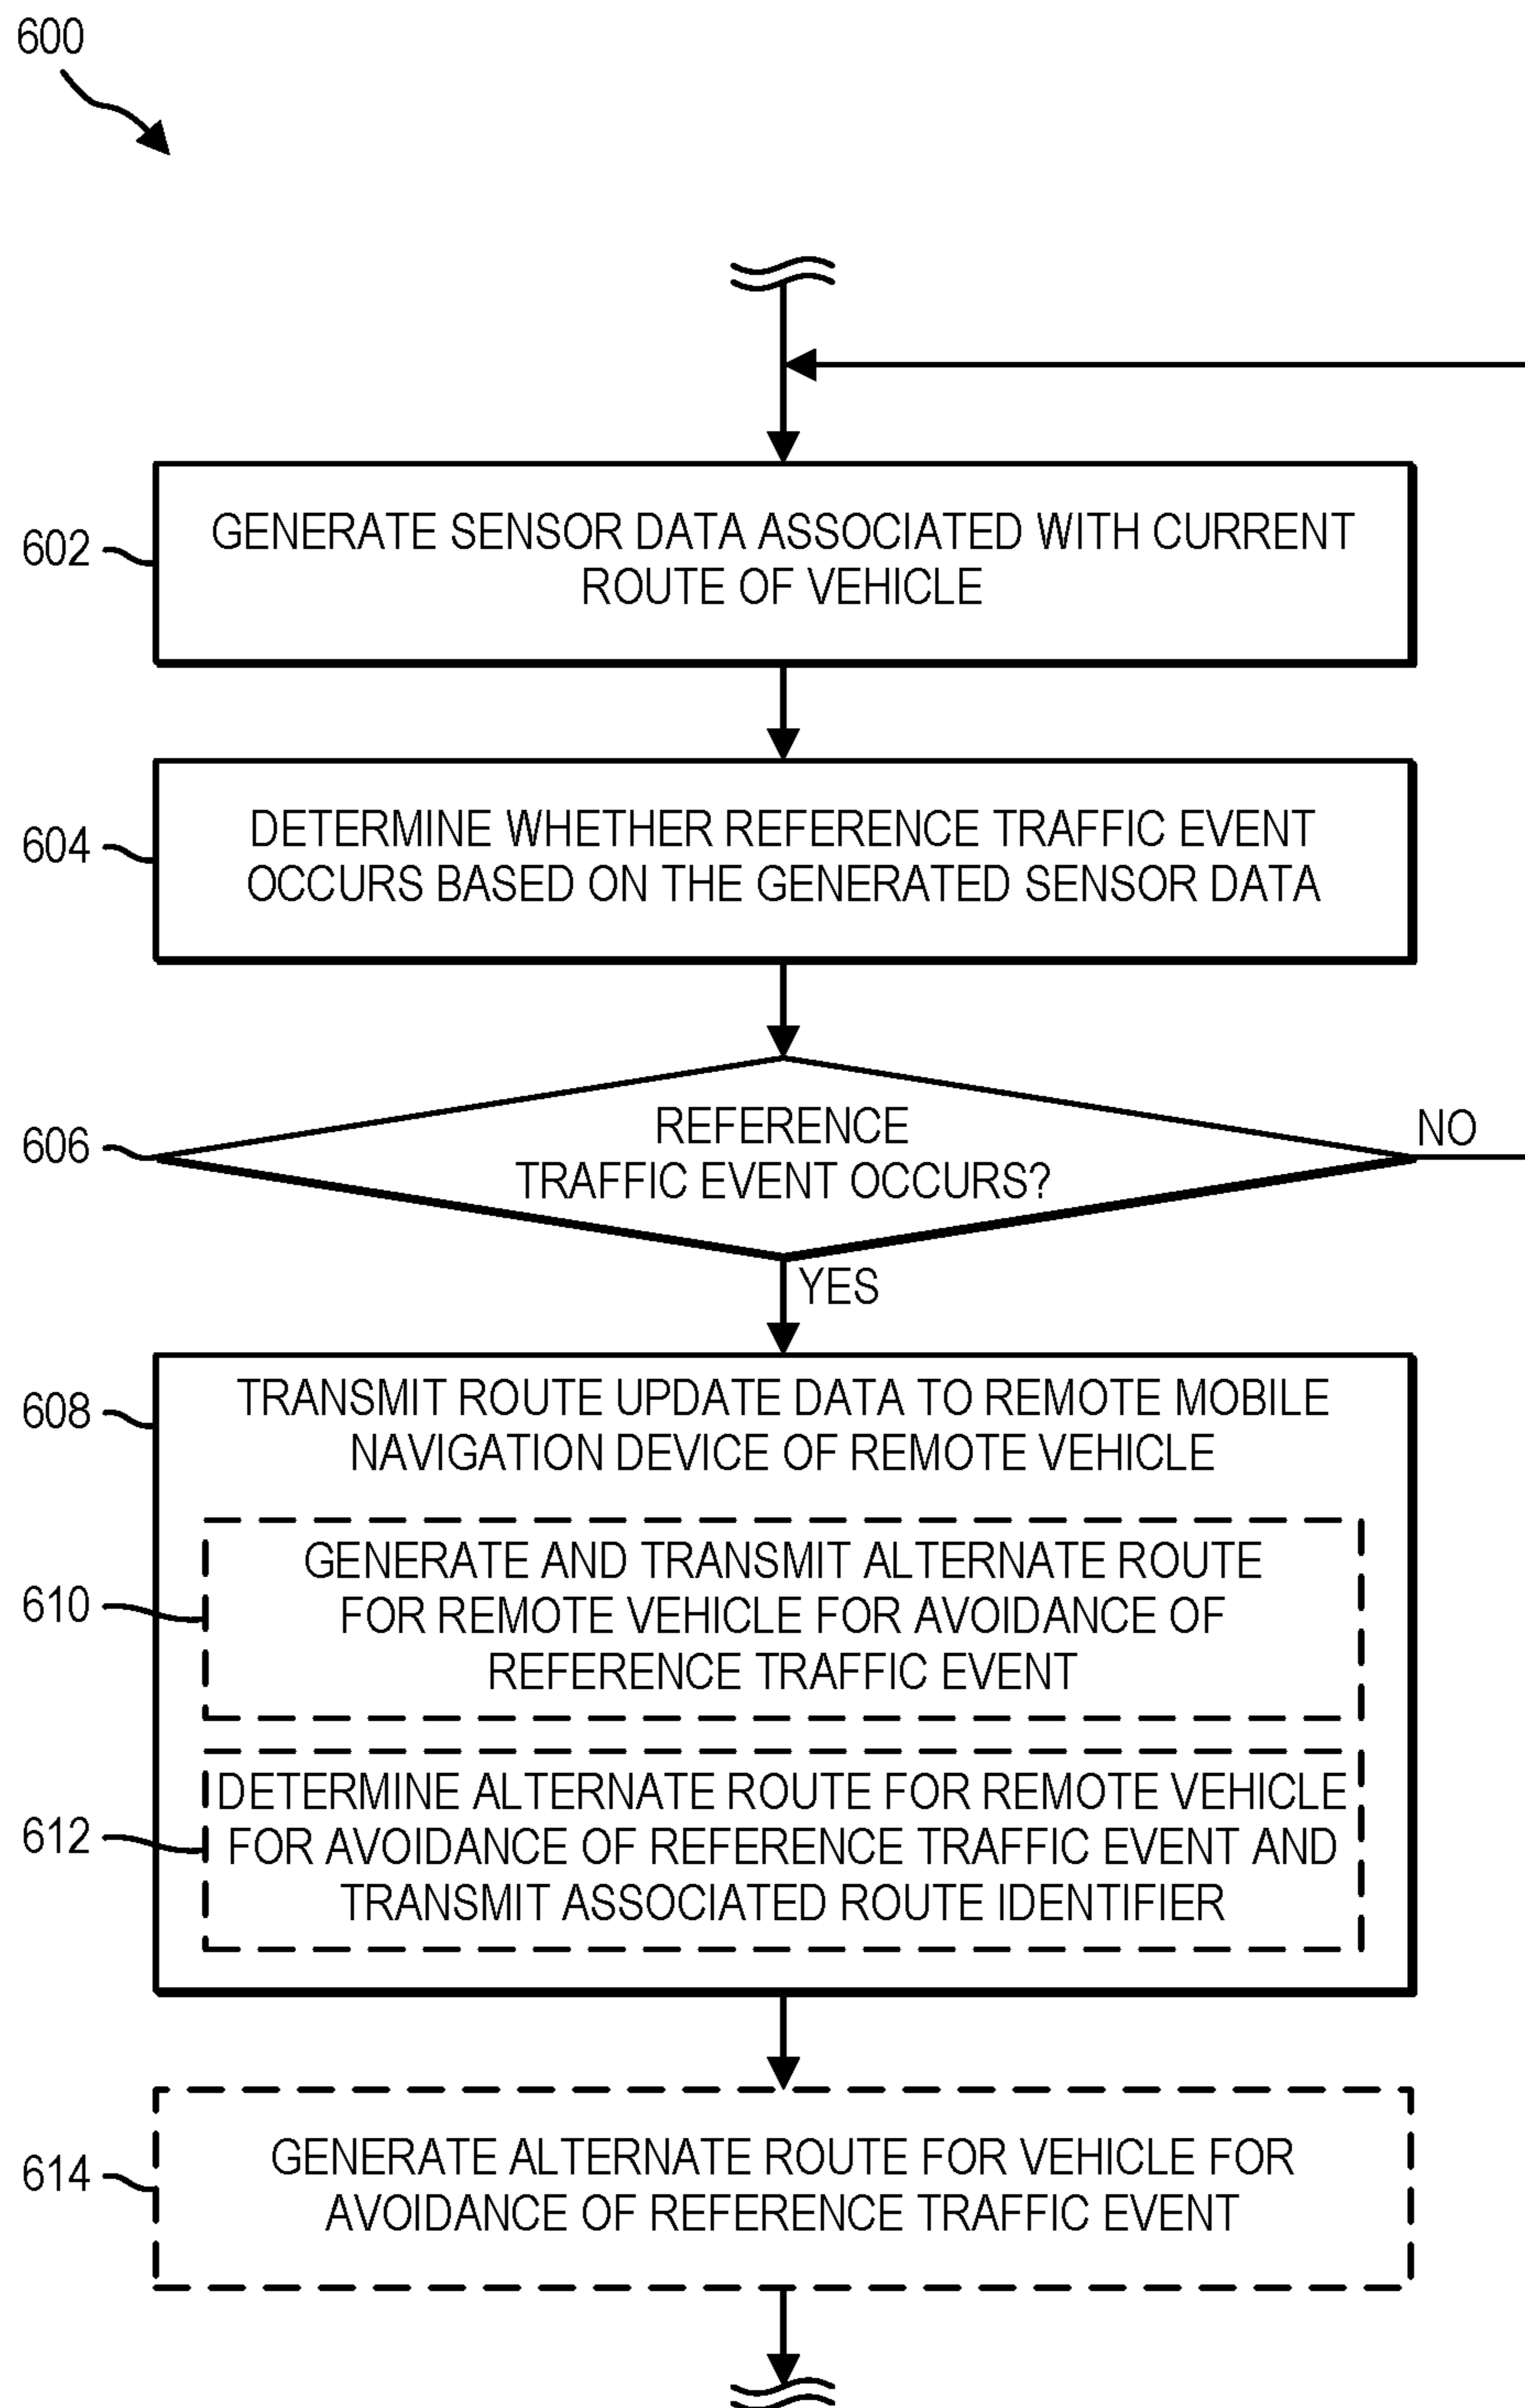 600
602
GENERATE SENSOR DATA ASSOCIATED WITH CURRENT
ROUTE OF VEHICLE
604
DETERMINE WHETHER REFERENCE TRAFFIC EVENT
OCCURS BASED ON THE GENERATED SENSOR DATA
606
REFERENCE
TRAFFIC EVENT OCCURS?
NO
YES
608
TRANSMIT ROUTE UPDATE DATA TO REMOTE MOBILE
NAVIGATION DEVICE OF REMOTE VEHICLE
610
GENERATE AND TRANSMIT ALTERNATE ROUTE
FOR REMOTE VEHICLE FOR AVOIDANCE OF
REFERENCE TRAFFIC EVENT
612
DETERMINE ALTERNATE ROUTE FOR REMOTE VEHICLE
FOR AVOIDANCE OF REFERENCE TRAFFIC EVENT AND
TRANSMIT ASSOCIATED ROUTE IDENTIFIER
614
GENERATE ALTERNATE ROUTE FOR VEHICLE FOR
AVOIDANCE OF REFERENCE TRAFFIC EVENT